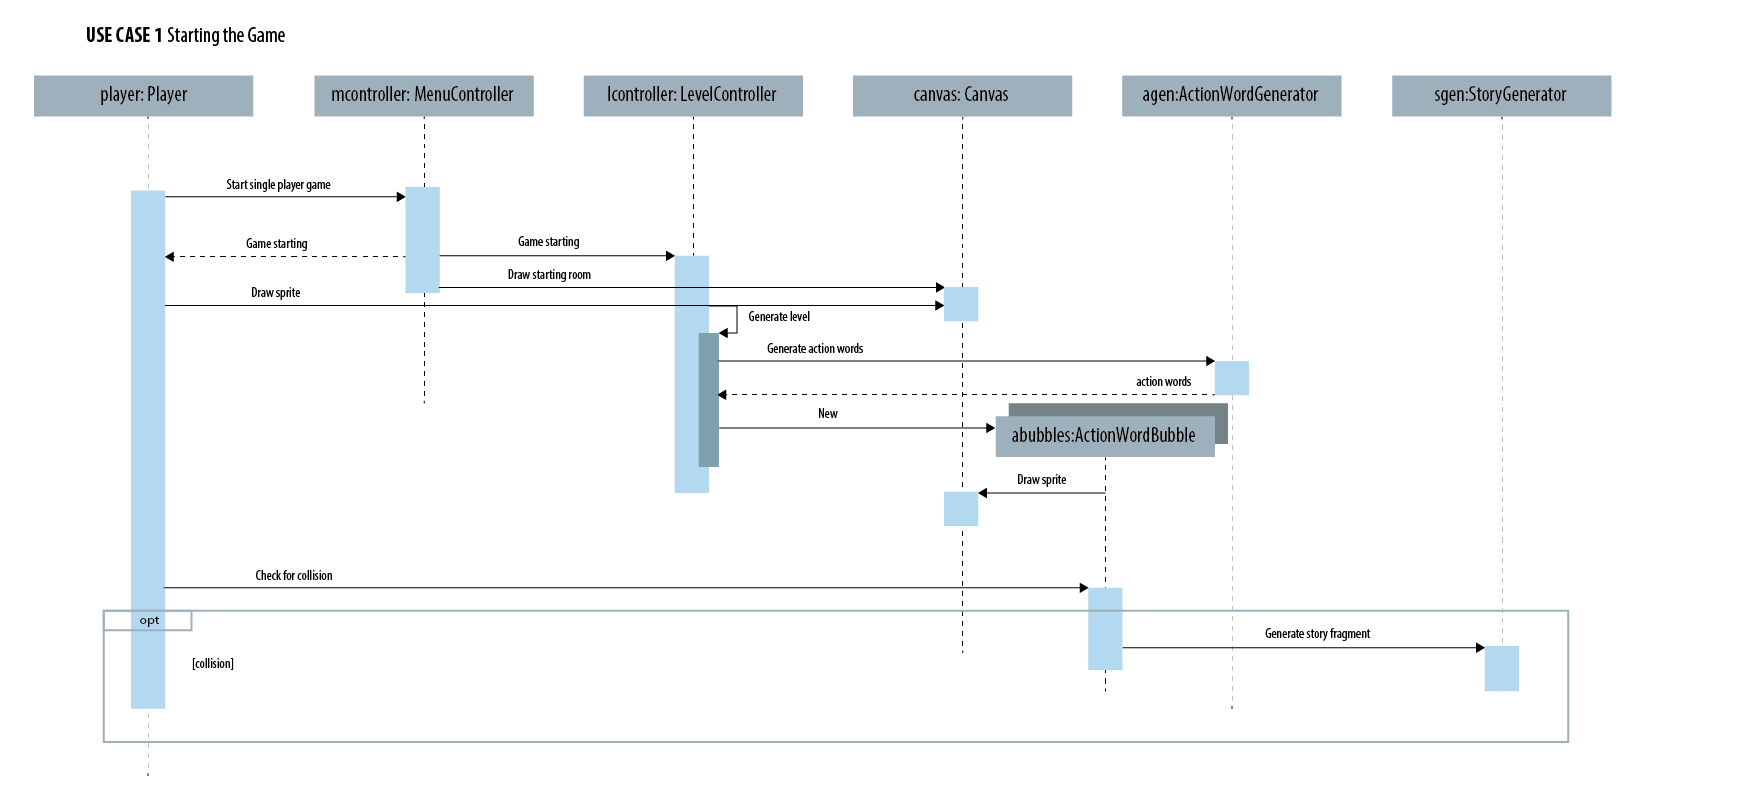 USE CASE 1 Starting the Game
player: Player
mcontroller: MenuController
lcontroller: LevelController
canvas: Canvas
agen:ActionWordGenerator
sgen:StoryGenerator
Start single player game
Game starting
Game starting
Draw starting room
Draw sprite
Generate level
Generate action words
action words
New
abubbles:ActionWordBubble
Draw sprite
Check for collision
opt
Generate story fragment
[collision]